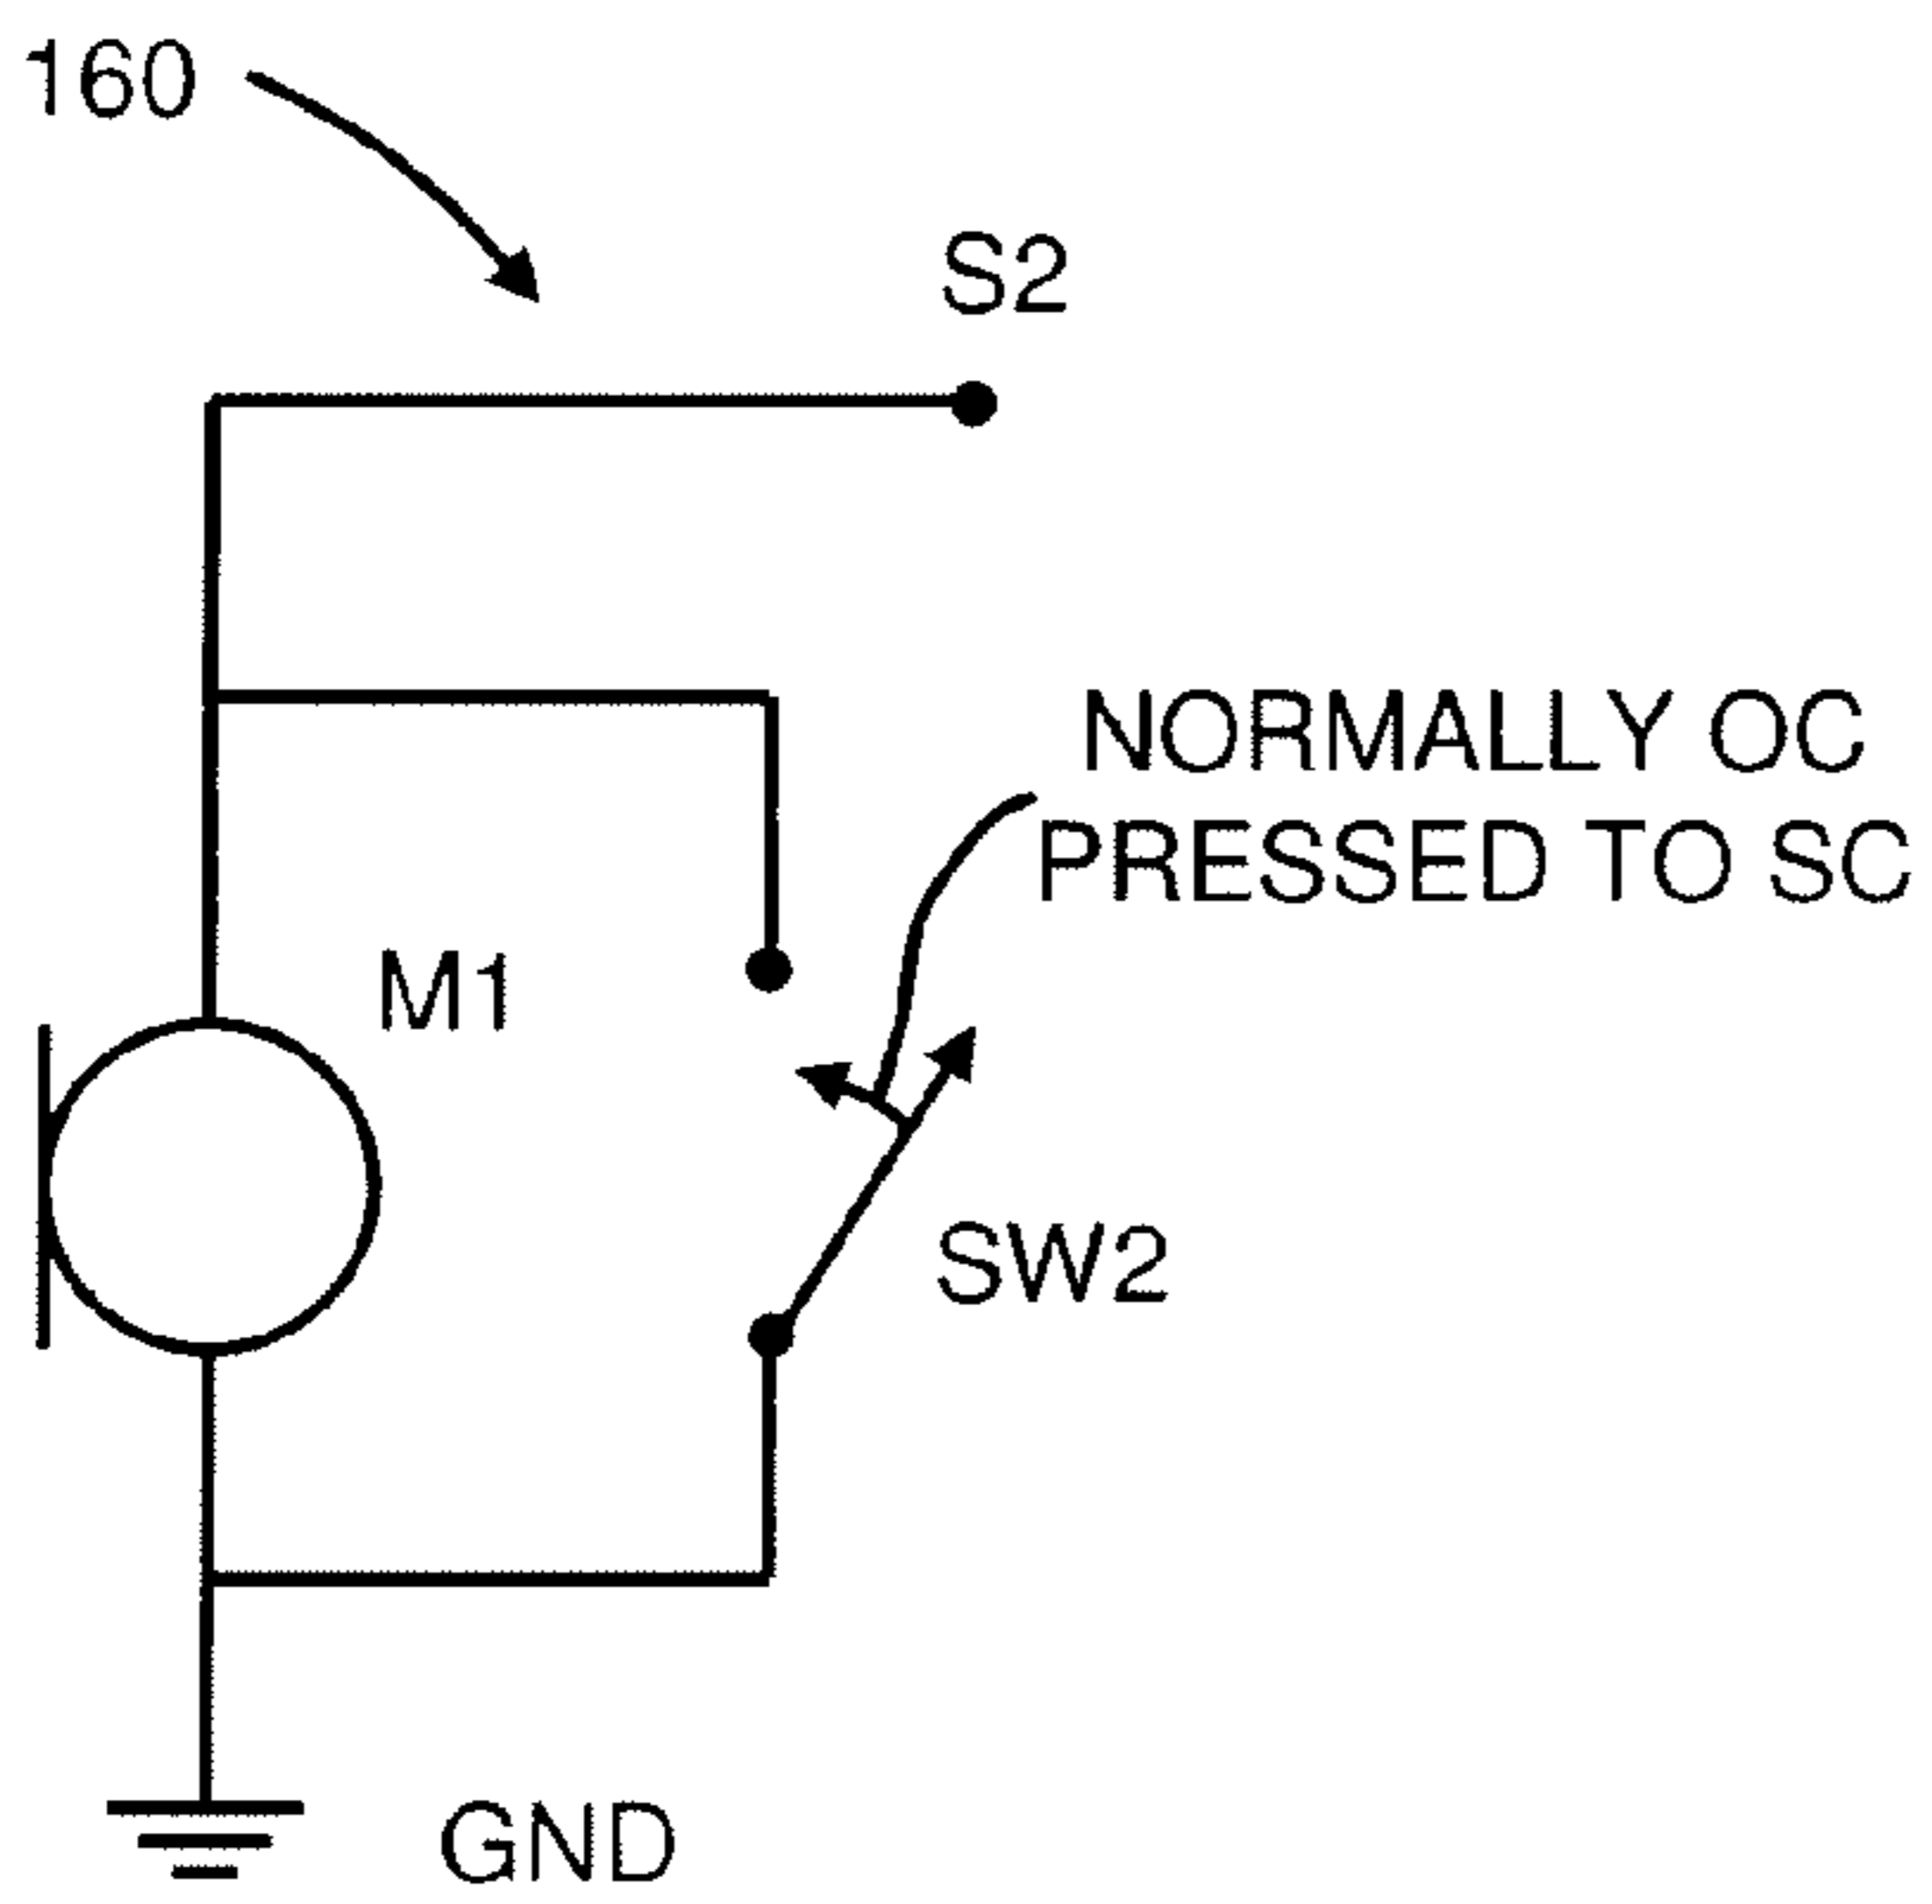 160
S2
NORMALLY OC
PRESSED TO SC
M1
SW2
GND